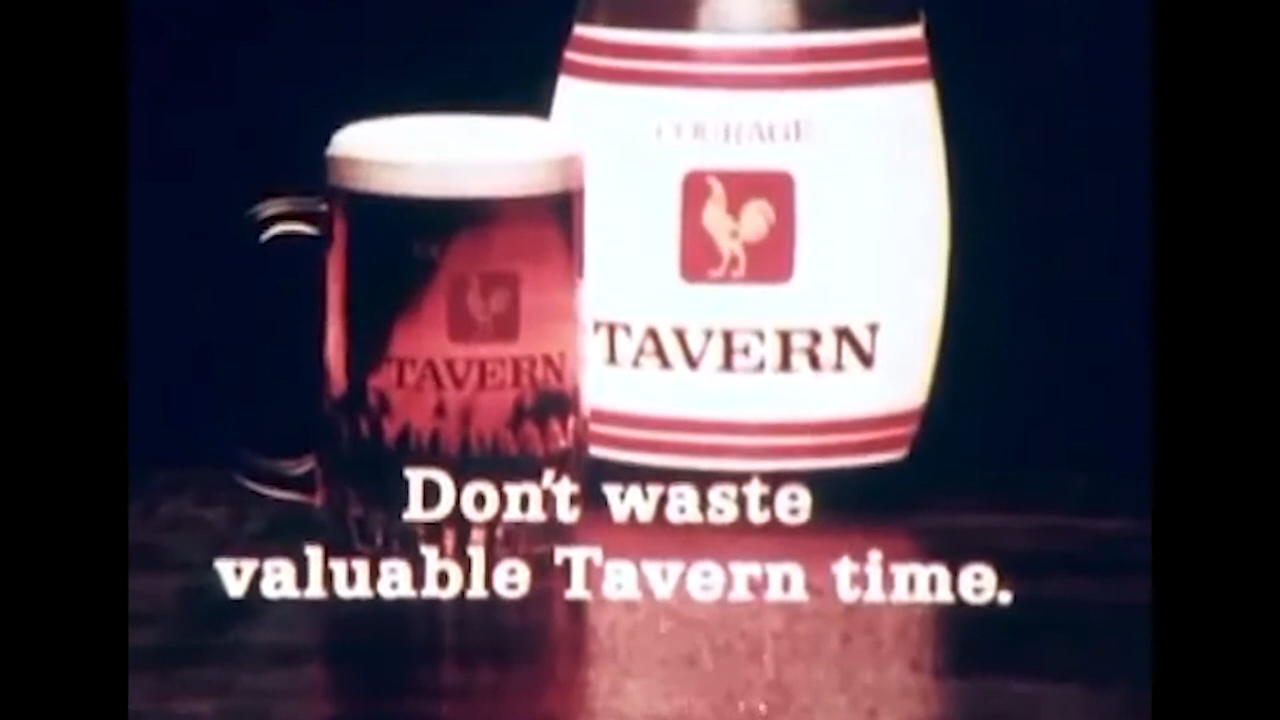 COURAGE
TAVERN
TAVERN
Don't waste
valuable Tavern time.